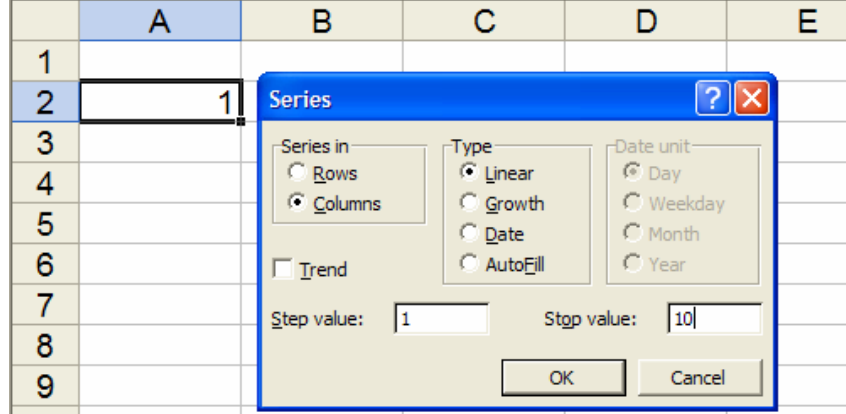 A B C D E
1
2 1
3
4
5
6
7
8
9
Series
Series in
Rows
Columns
Trend
Type
Linear
Growth
Date
AutoFill
Date unit
Day
Weekday
Month
Year
Step value: 1 Stop value: 10
OK Cancel